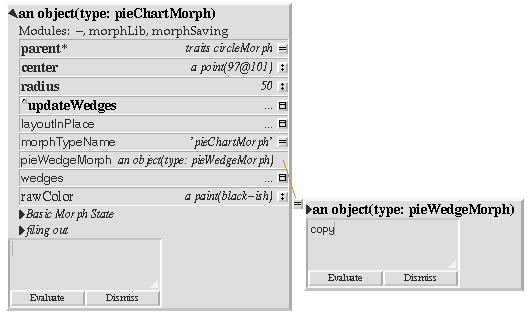 an object(type: pieChartMorph)
Modules: –, morphLib, morphSaving
parent* traits circleMorph =
center a point(97@101) :
radius 50 :
"updateWedges ...
layoutInPlace ...
morphTypeName 'pieChartMorph' =
pieWedgeMorph an object(type: pieWedgeMorph)
wedges ...
rawColor a paint(black-ish) :
Basic Morph State
filing out
Evaluate Dismiss
= an object(type: pieWedgeMorph)
copy
Evaluate Dismiss